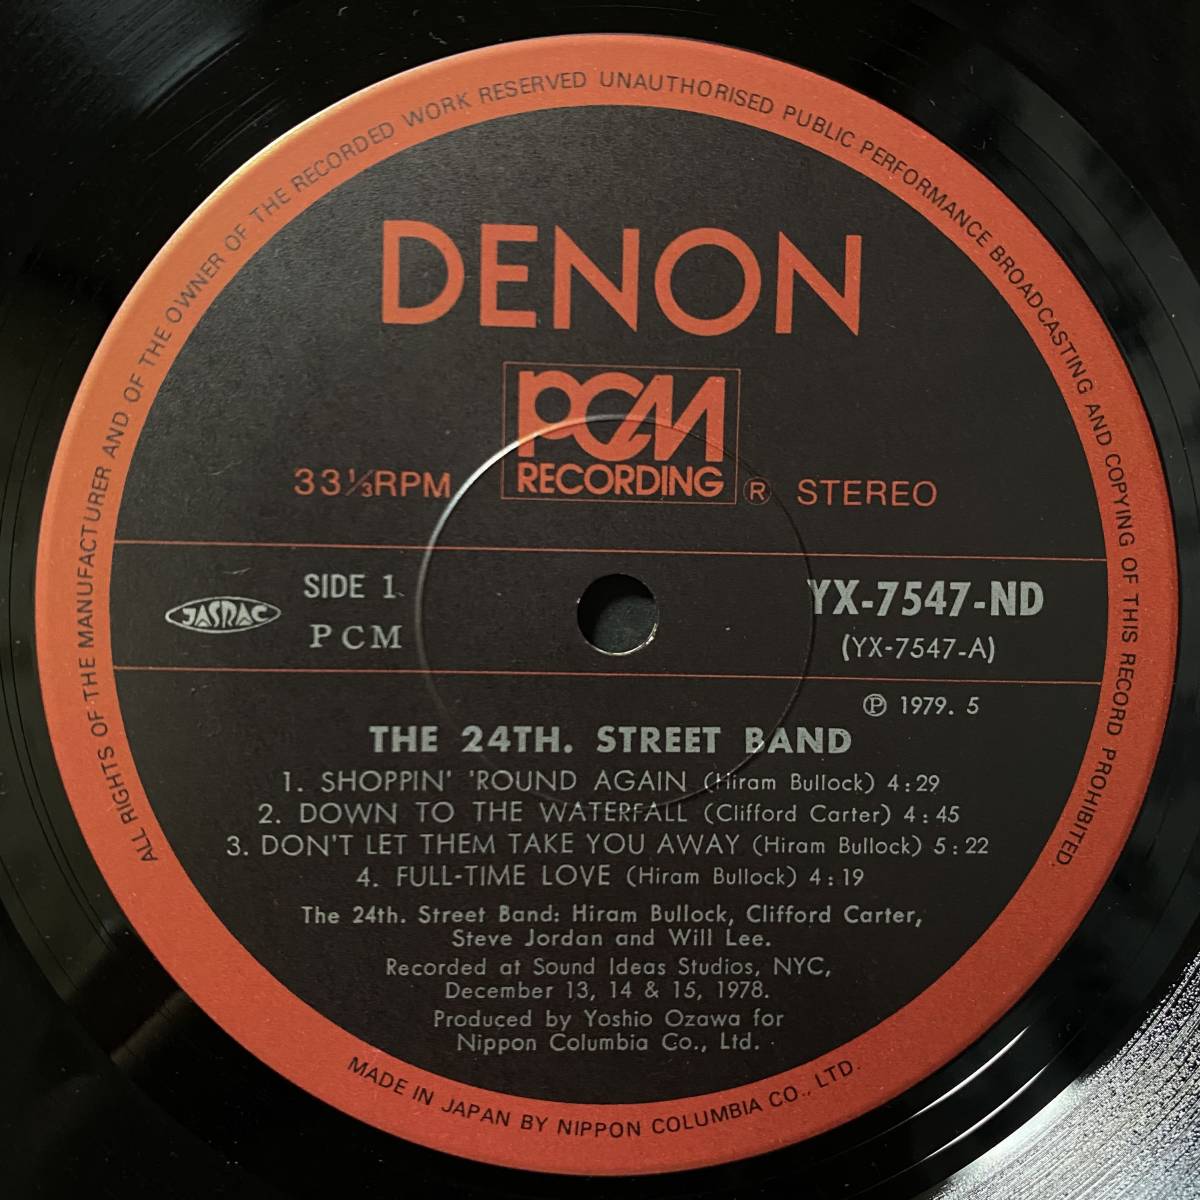 ALL RIGHTS OF THE MANUFACTURER AND OF THE OWNER OF THE RECORDED WORK RESERVED UNAUTHORISED PUBLIC PERFORMANCE BROADCASTING AND COPYING OF THIS RECORD PROHIBITED.
DENON
PCM
RECORDING
33⅓RPM ® STEREO
JASRAC
SIDE 1
PCM
YX-7547-ND
(YX-7547-A)
℗ 1979. 5
THE 24TH. STREET BAND
1. SHOPPIN' 'ROUND AGAIN (Hiram Bullock) 4:29
2. DOWN TO THE WATERFALL (Clifford Carter) 4:45
3. DON'T LET THEM TAKE YOU AWAY (Hiram Bullock) 5:22
4. FULL-TIME LOVE (Hiram Bullock) 4:19
The 24th. Street Band: Hiram Bullock, Clifford Carter,
Steve Jordan and Will Lee.
Recorded at Sound Ideas Studios, NYC,
December 13, 14 & 15, 1978.
Produced by Yoshio Ozawa for
Nippon Columbia Co., Ltd.
MADE IN JAPAN BY NIPPON COLUMBIA CO., LTD.